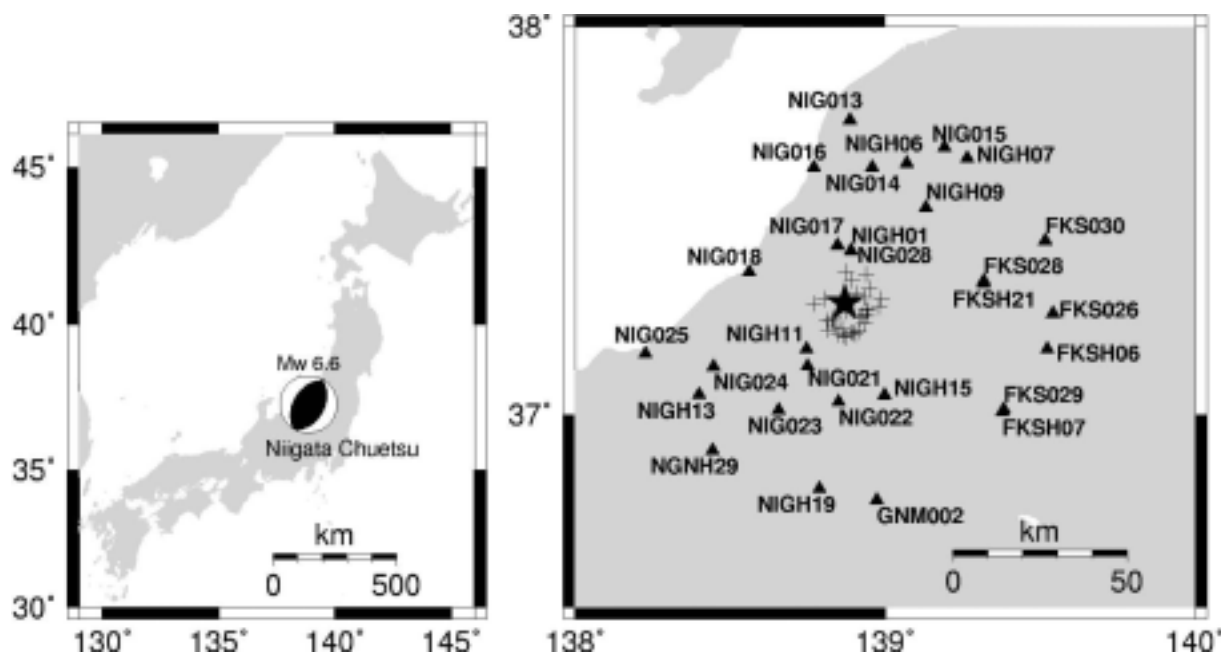 45°
40°
35°
30°
130° 135° 140° 145°
Mw 6.6
Niigata Chuetsu
km
0 500
38°
37°
138° 139° 140°
NIG013
NIGH06
NIG015
NIG016
NIGH07
NIG014
NIGH09
NIG017
NIGH01
FKS030
NIG028
NIG018
FKS028
FKSH21
FKS026
NIG025
NIGH11
FKSH06
NIG024
NIG021
NIGH15
FKS029
NIGH13
NIG023
NIG022
FKSH07
NGNH29
NIGH19
GNM002
km
0 50